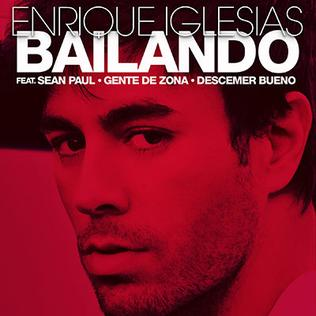 ENRIQUE IGLESIAS
BAILANDO
FEAT. SEAN PAUL • GENTE DE ZONA • DESCEMER BUENO